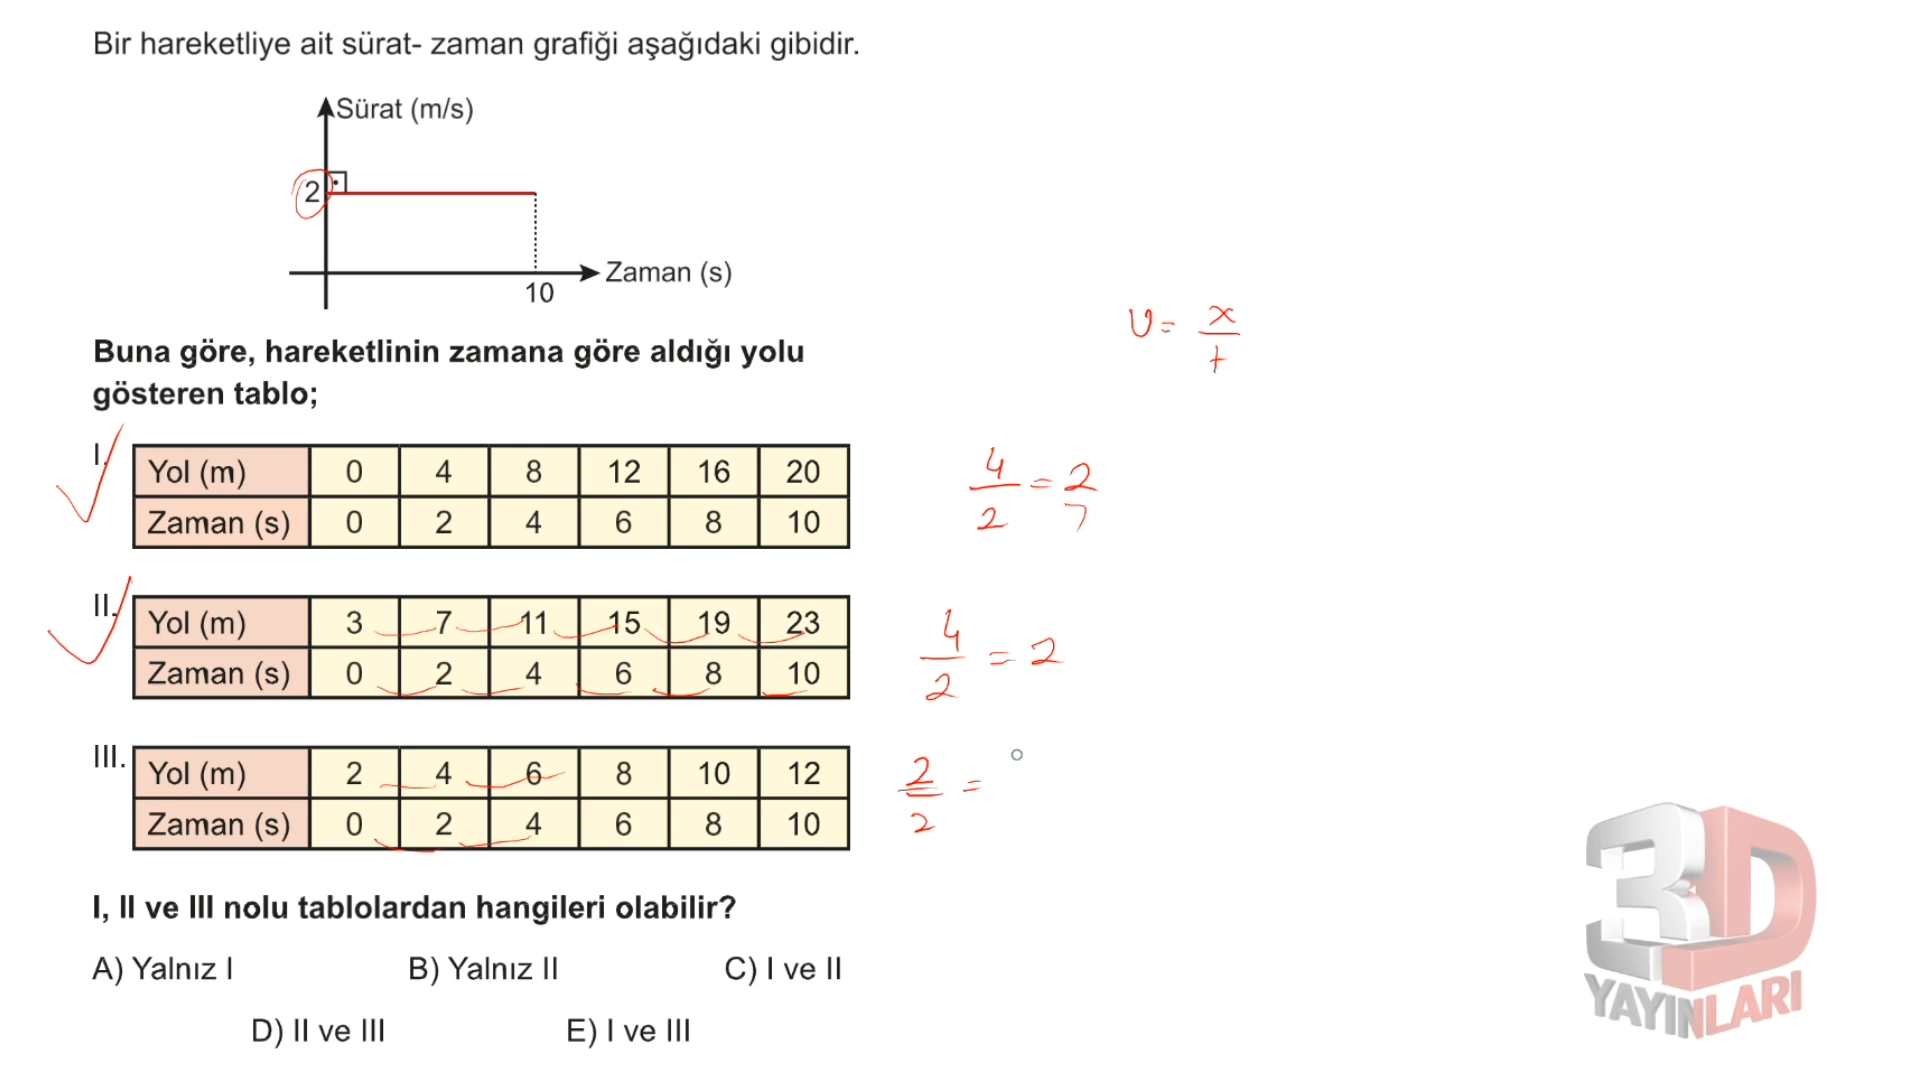 Bir hareketliye ait sürat- zaman grafiği aşağıdaki gibidir.
Sürat (m/s)
2
Zaman (s)
10
υ = x / t
Buna göre, hareketlinin zamana göre aldığı yolu
gösteren tablo;
I.
Yol (m) 0 4 8 12 16 20
Zaman (s) 0 2 4 6 8 10
4 / 2 = 2
II.
Yol (m) 3 7 11 15 19 23
Zaman (s) 0 2 4 6 8 10
4 / 2 = 2
III.
Yol (m) 2 4 6 8 10 12
Zaman (s) 0 2 4 6 8 10
2 / 2 =
I, II ve III nolu tablolardan hangileri olabilir?
A) Yalnız I B) Yalnız II C) I ve II
D) II ve III E) I ve III
3D
YAYINLARI